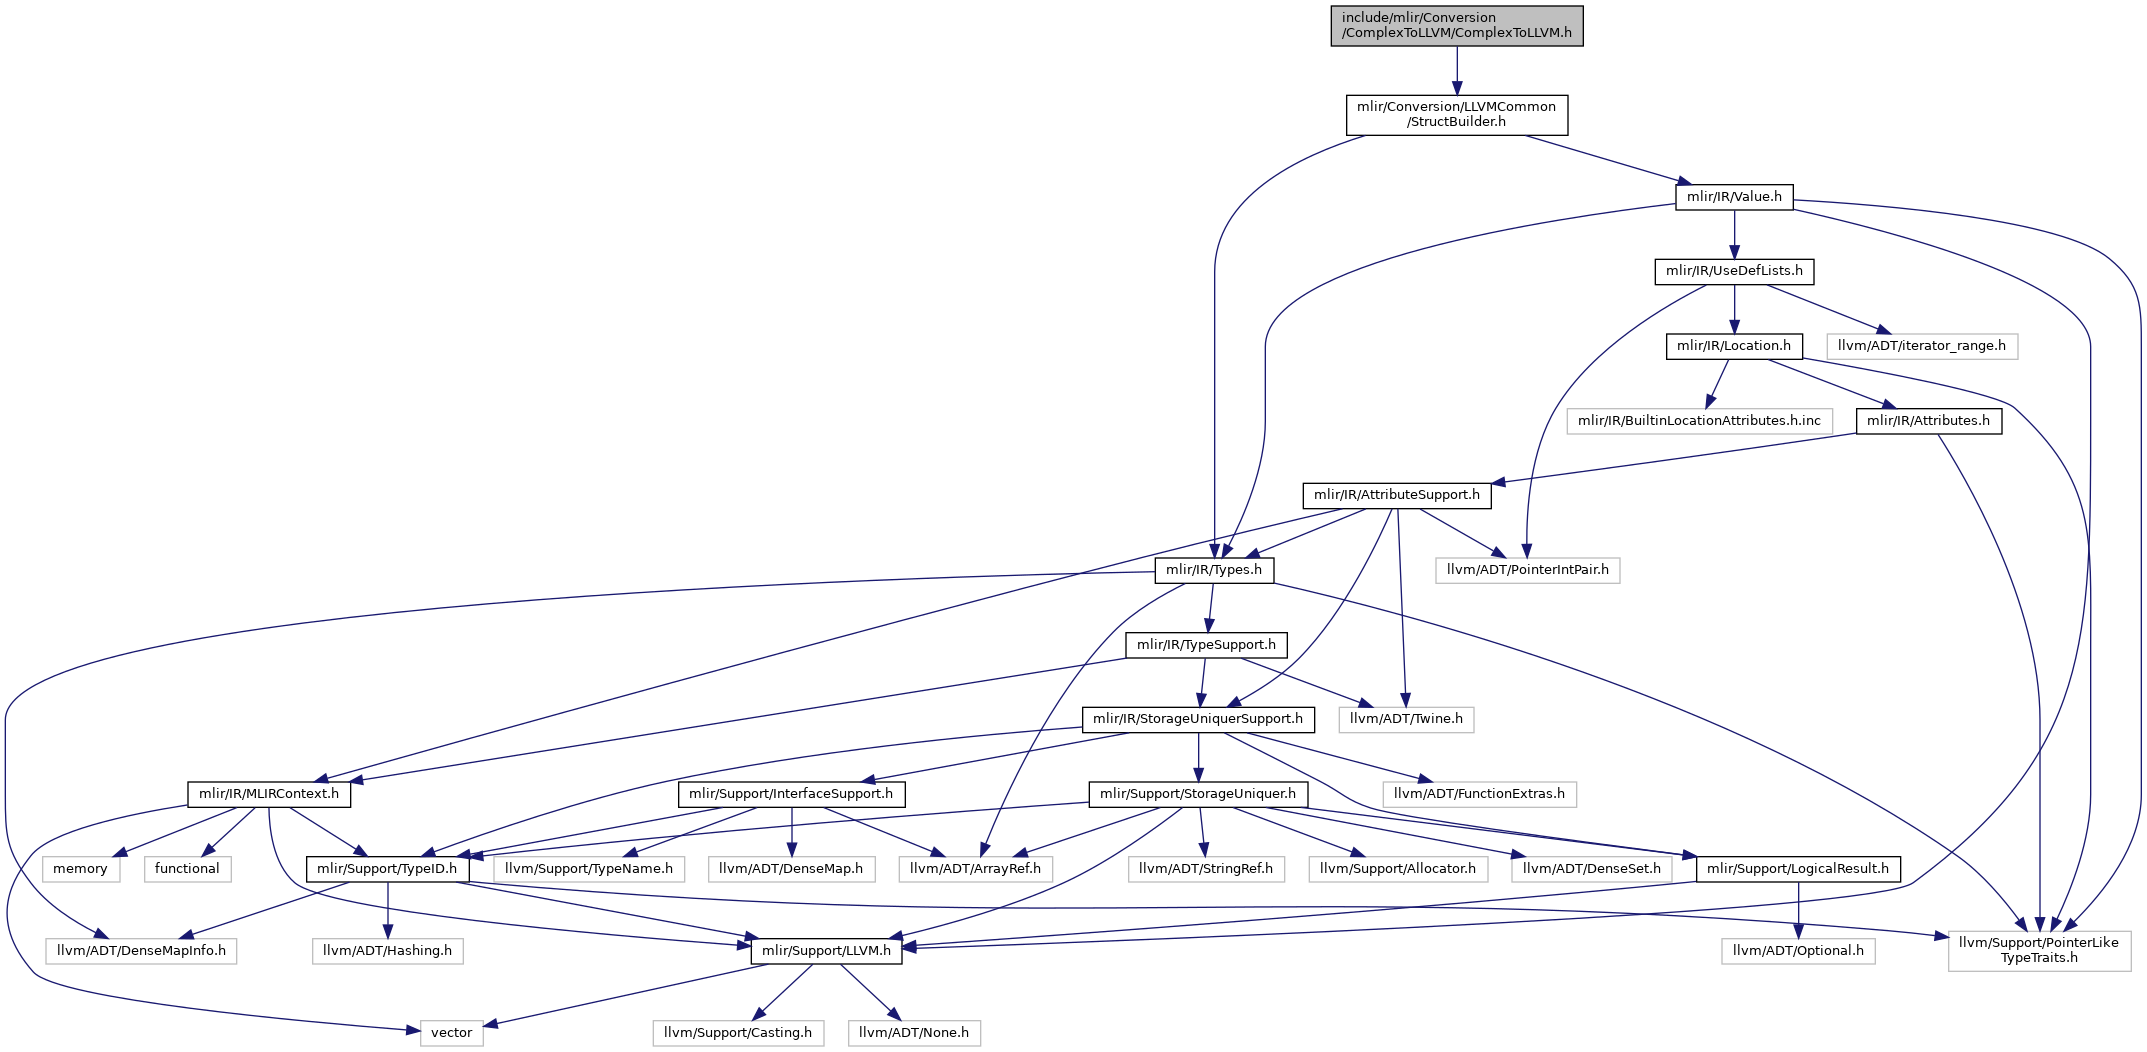 include/mlir/Conversion
/ComplexToLLVM/ComplexToLLVM.h
mlir/Conversion/LLVMCommon
/StructBuilder.h
mlir/IR/Value.h
mlir/IR/UseDefLists.h
mlir/IR/Location.h
llvm/ADT/iterator_range.h
mlir/IR/BuiltinLocationAttributes.h.inc
mlir/IR/Attributes.h
mlir/IR/AttributeSupport.h
mlir/IR/Types.h
llvm/ADT/PointerIntPair.h
mlir/IR/TypeSupport.h
mlir/IR/StorageUniquerSupport.h
llvm/ADT/Twine.h
mlir/IR/MLIRContext.h
mlir/Support/InterfaceSupport.h
mlir/Support/StorageUniquer.h
llvm/ADT/FunctionExtras.h
memory
functional
mlir/Support/TypeID.h
llvm/Support/TypeName.h
llvm/ADT/DenseMap.h
llvm/ADT/ArrayRef.h
llvm/ADT/StringRef.h
llvm/Support/Allocator.h
llvm/ADT/DenseSet.h
mlir/Support/LogicalResult.h
llvm/ADT/DenseMapInfo.h
llvm/ADT/Hashing.h
mlir/Support/LLVM.h
llvm/ADT/Optional.h
llvm/Support/PointerLike
TypeTraits.h
vector
llvm/Support/Casting.h
llvm/ADT/None.h